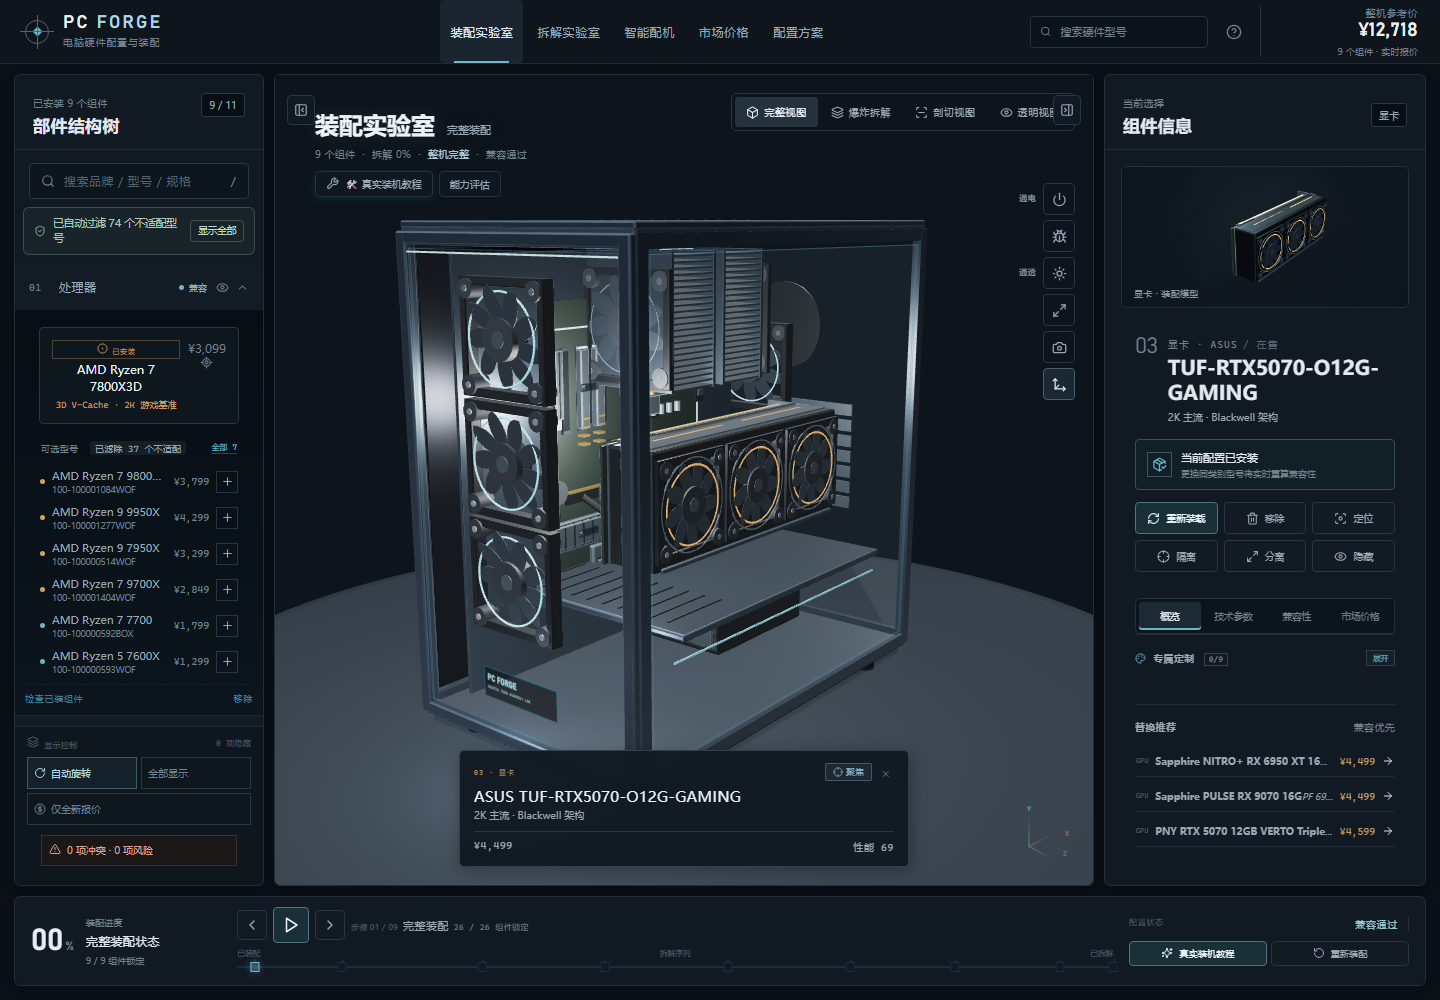 PC FORGE
电脑硬件配置与装配
装配实验室
拆解实验室
智能配机
市场价格
配置方案
搜索硬件型号
整机参考价
¥12,718
9 个组件 · 实时报价
已安装 9 个组件
部件结构树
9 / 11
搜索品牌 / 型号 / 规格
/
已自动过滤 74 个不适配型号
显示全部
01 处理器
兼容
已安装
¥3,099
AMD Ryzen 7
7800X3D
3D V-Cache · 2K 游戏基准
可选型号
已滤除 37 个不适配
全部 7
AMD Ryzen 7 9800...
100-100001084WOF
¥3,799
AMD Ryzen 9 9950X
100-100001277WOF
¥4,299
AMD Ryzen 9 7950X
100-100000514WOF
¥3,299
AMD Ryzen 7 9700X
100-100001404WOF
¥2,849
AMD Ryzen 7 7700
100-100000592BOX
¥1,799
AMD Ryzen 5 7600X
100-100000593WOF
¥1,299
检查已装组件
移除
显示控制
0 项隐藏
自动旋转
全部显示
仅全新报价
0 项冲突 · 0 项风险
装配实验室
完整装配
9 个组件 · 拆解 0% · 整机完整 · 兼容通过
真实装机教程
能力评估
完整视图
爆炸拆解
剖切视图
透明视图
通电
通透
PC FORGE
03 · 显卡
聚焦
×
ASUS TUF-RTX5070-O12G-GAMING
2K 主流 · Blackwell 架构
¥4,499
性能 69
Y
X
Z
当前选择
组件信息
显卡
显卡 · 装配模型
03
显卡 · ASUS / 在售
TUF-RTX5070-O12G-
GAMING
2K 主流 · Blackwell 架构
当前配置已安装
更换同类别型号将实时重算兼容性
重新装载
移除
定位
隔离
分离
隐藏
概览
技术参数
兼容性
市场价格
专属定制
0/9
展开
替换推荐
兼容优先
GPU Sapphire NITRO+ RX 6950 XT 16...
¥4,499
GPU Sapphire PULSE RX 9070 16G PF 69...
¥4,499
GPU PNY RTX 5070 12GB VERTO Triple...
¥4,599
00 %
装配进度
完整装配状态
9 / 9 组件锁定
步骤 01 / 09
完整装配
26 / 26 组件锁定
已装配
拆解序列
已拆解
配置状态
兼容通过
真实装机教程
重新装配